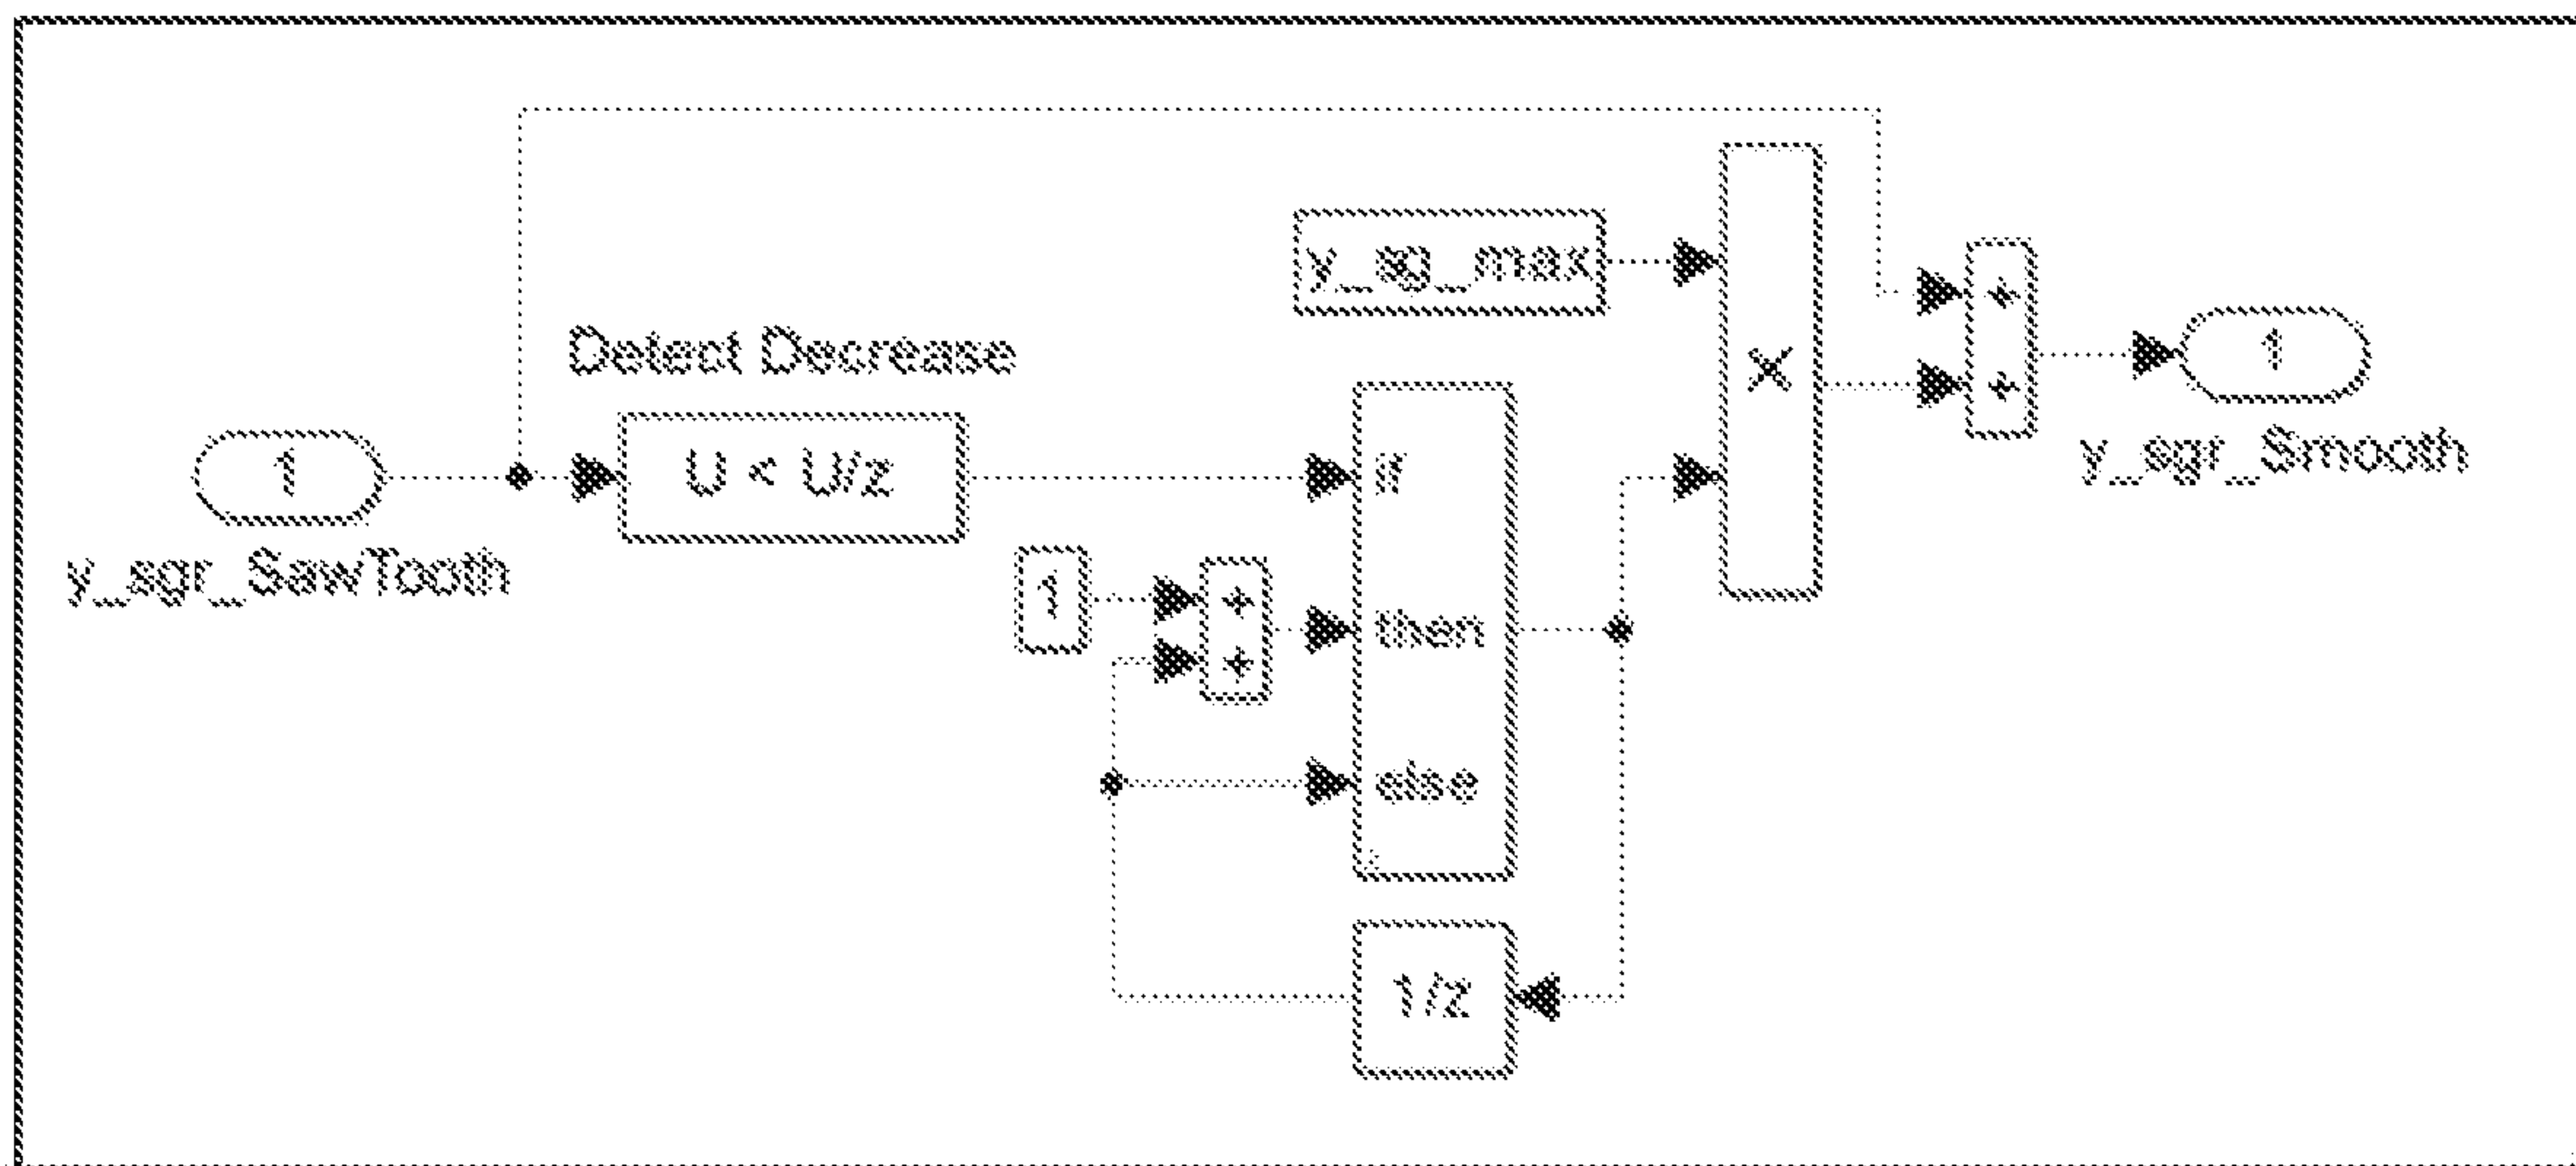 y_sg_max
Detect Decrease
1
1
U < U/z
if
y_sgr_Smooth
y_sgr_SawTooth
1
+
+
then
+
+
×
else
1/z